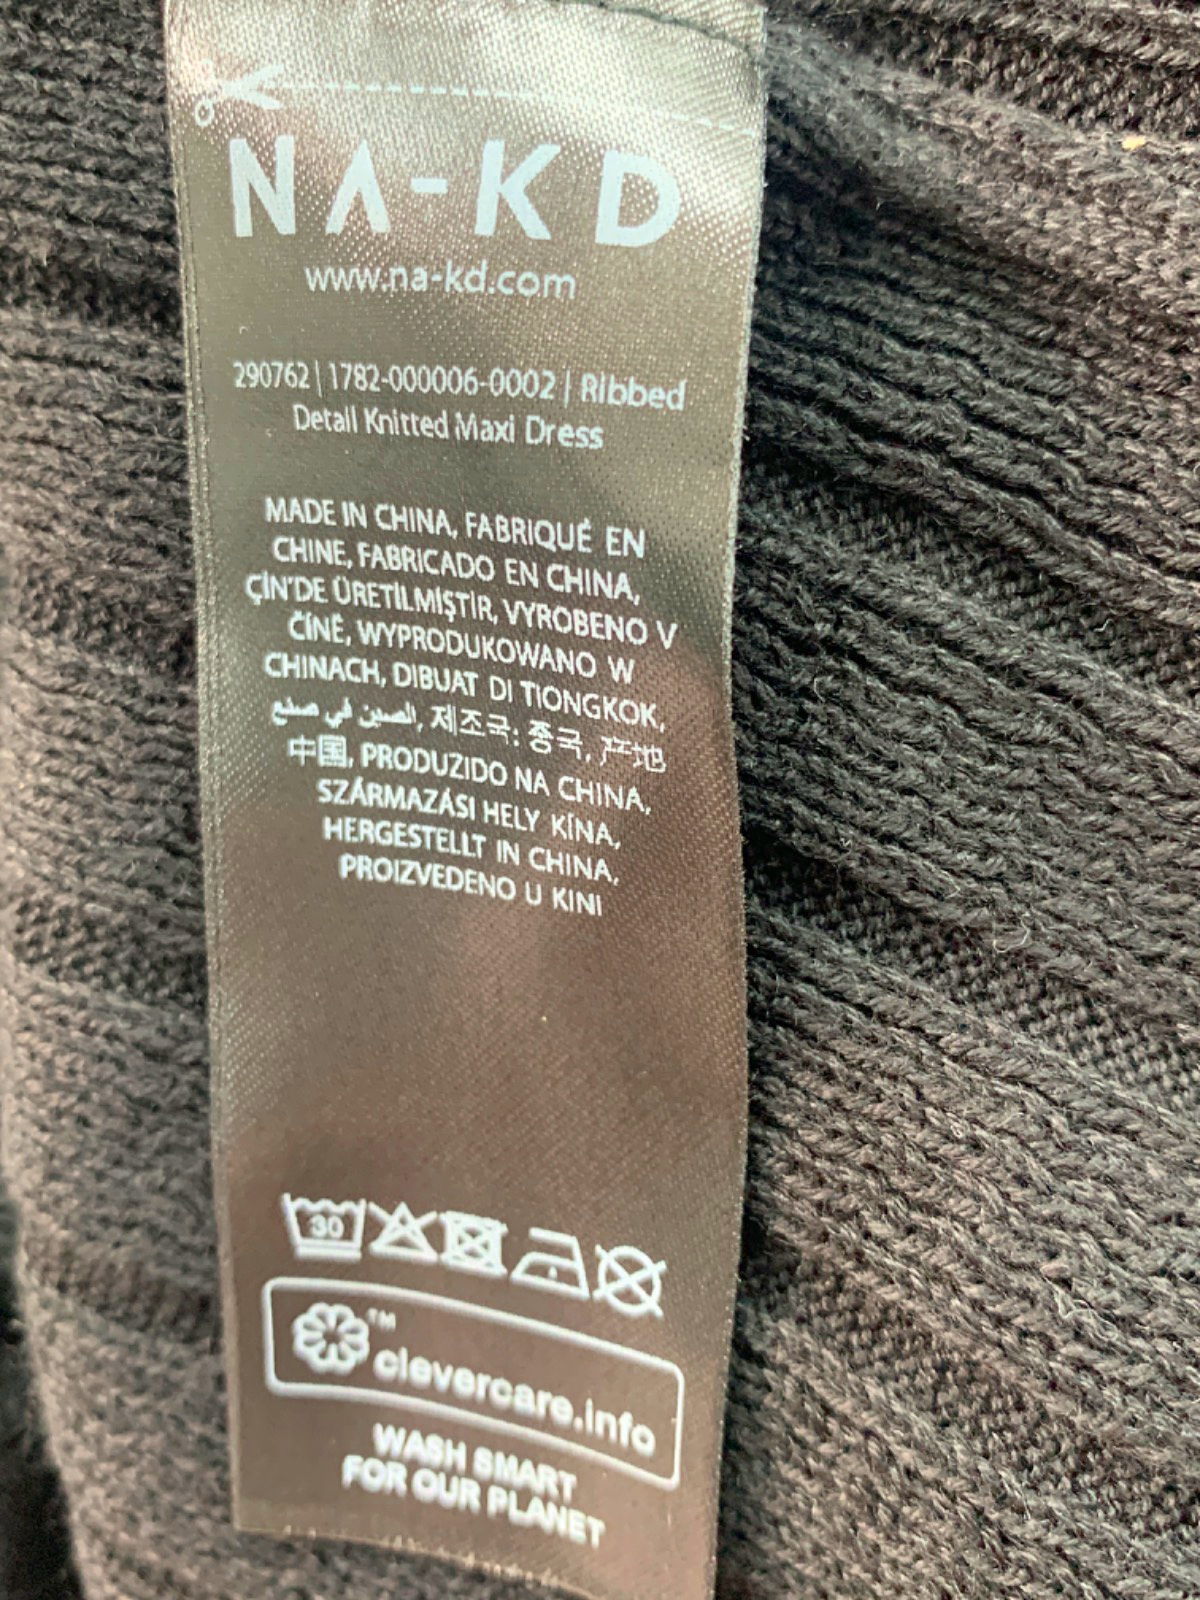 NA-KD
www.na-kd.com
290762 | 1782-000006-0002 | Ribbed
Detail Knitted Maxi Dress
MADE IN CHINA, FABRIQUÉ EN
CHINE, FABRICADO EN CHINA,
ÇİN'DE ÜRETİLMİŞTİR, VYROBENO V
ČÍNĚ, WYPRODUKOWANO W
CHINACH, DIBUAT DI TIONGKOK,
الصين في صنع, 제조국: 중국, 产地
中国, PRODUZIDO NA CHINA,
SZÁRMAZÁSI HELY KÍNA,
HERGESTELLT IN CHINA,
PROIZVEDENO U KINI
30
™ clevercare.info
WASH SMART
FOR OUR PLANET